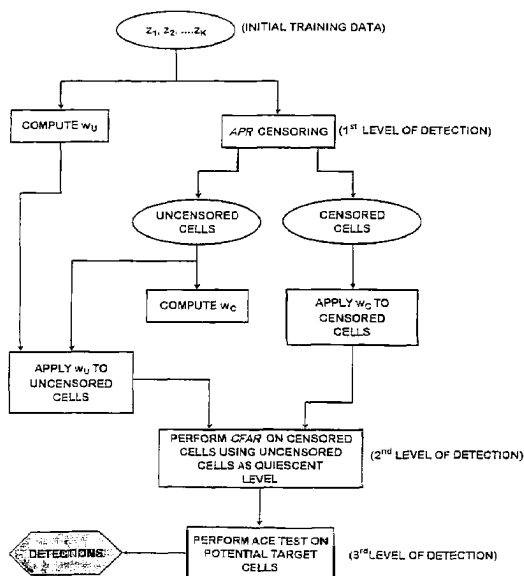 z1, z2, ....zK
(INITIAL TRAINING DATA)
COMPUTE wU
APR CENSORING
(1st LEVEL OF DETECTION)
UNCENSORED
CELLS
CENSORED
CELLS
COMPUTE wC
APPLY wC TO
CENSORED
CELLS
APPLY wU TO
UNCENSORED
CELLS
PERFORM CFAR ON CENSORED
CELLS USING UNCENSORED
CELLS AS QUIESCENT
LEVEL
(2nd LEVEL OF DETECTION)
PERFORM ACE TEST ON
POTENTIAL TARGET
CELLS
(3rd LEVEL OF DETECTION)
DETECTIONS